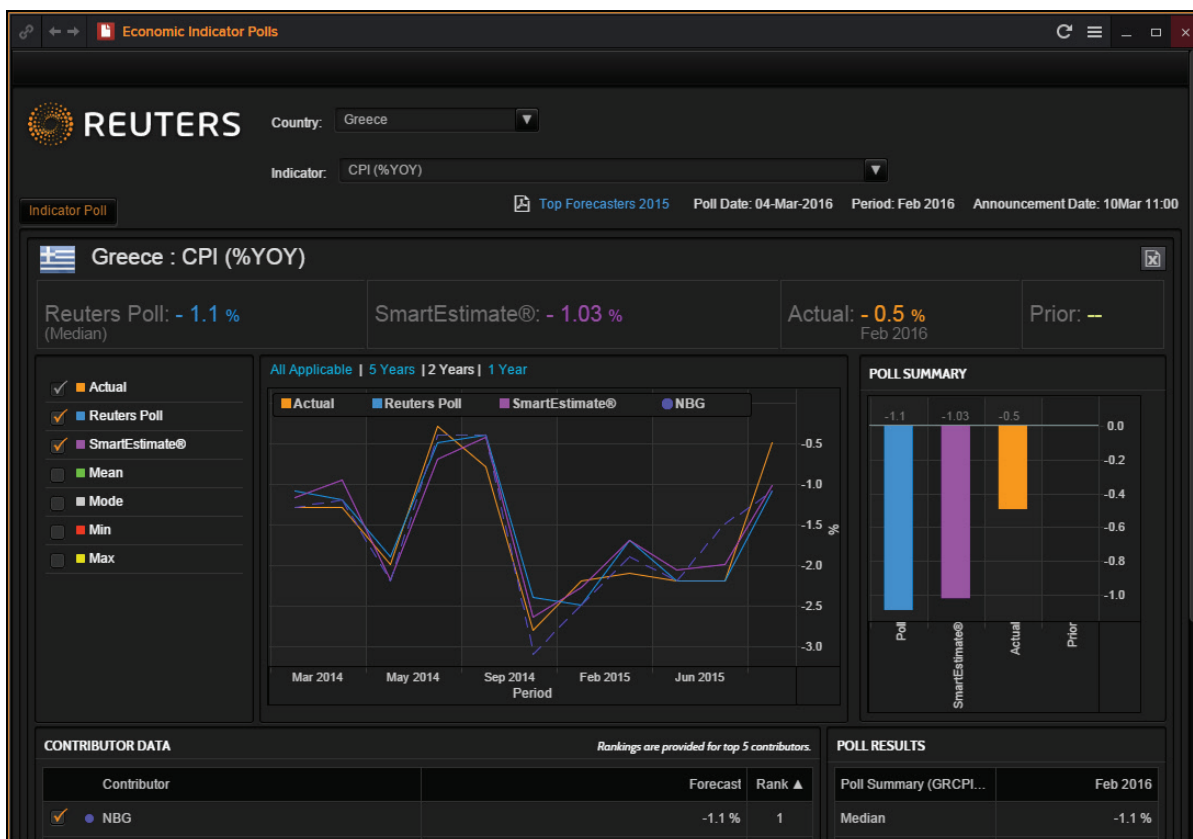 Economic Indicator Polls
REUTERS
Country: Greece
Indicator: CPI (%YOY)
Indicator Poll
Top Forecasters 2015 Poll Date: 04-Mar-2016 Period: Feb 2016 Announcement Date: 10Mar 11:00
Greece : CPI (%YOY)
Reuters Poll: - 1.1 %
(Median)
SmartEstimate®: - 1.03 %
Actual: - 0.5 %
Feb 2016
Prior: --
Actual
Reuters Poll
SmartEstimate®
Mean
Mode
Min
Max
All Applicable | 5 Years | 2 Years | 1 Year
Actual Reuters Poll SmartEstimate® NBG
-0.5
-1.0
-1.5
-2.0
-2.5
-3.0
%
Mar 2014 May 2014 Sep 2014 Feb 2015 Jun 2015
Period
POLL SUMMARY
-1.1 -1.03 -0.5
0.0
-0.2
-0.4
-0.6
-0.8
-1.0
Poll
SmartEstimate®
Actual
Prior
CONTRIBUTOR DATA Rankings are provided for top 5 contributors.
Contributor Forecast Rank ▲
NBG -1.1 % 1
POLL RESULTS
Poll Summary (GRCPI... Feb 2016
Median -1.1 %